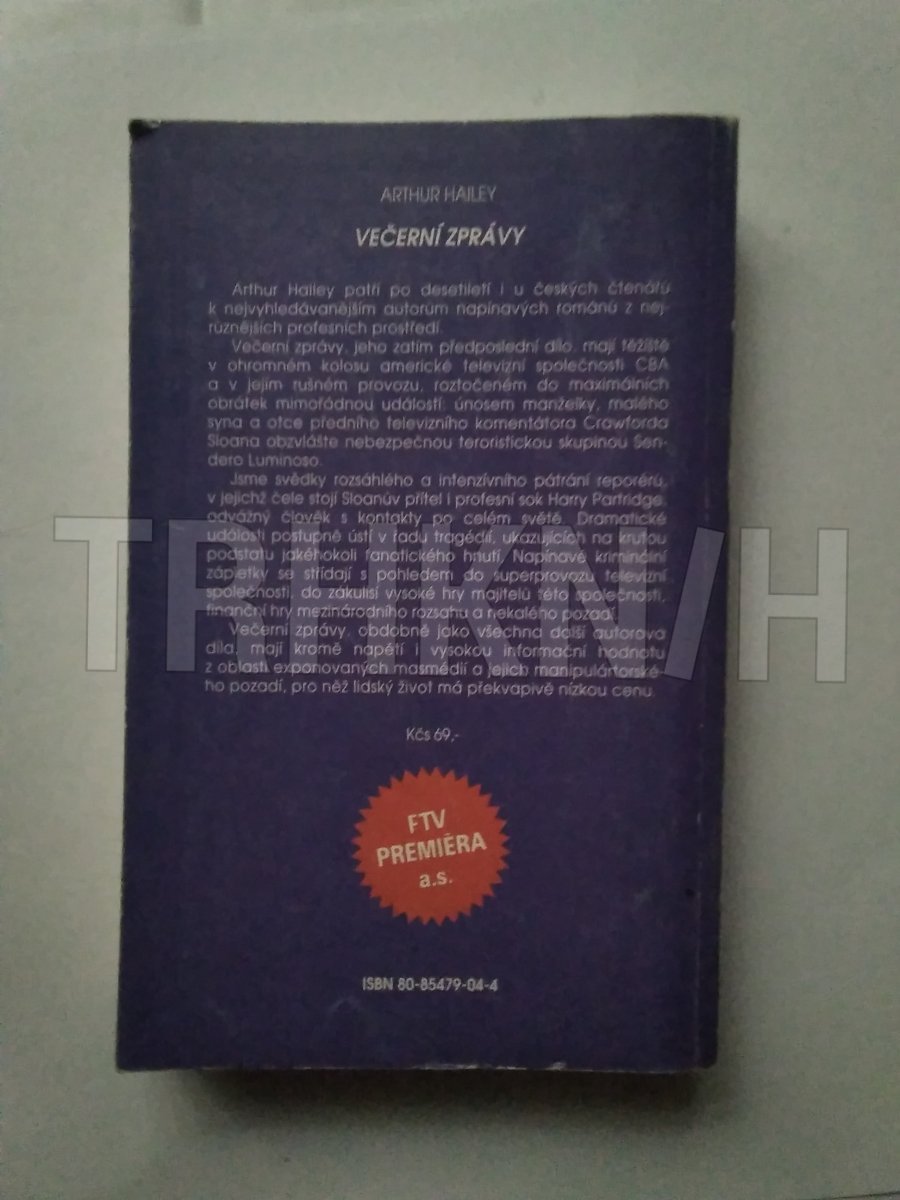 ARTHUR HAILEY
VEČERNÍ ZPRÁVY
Arthur Hailey patří po desetiletí i u českých čtenářů
k nejvyhledávanějším autorům napínavých románů z nej-
různějších profesních prostředí.
Večerní zprávy, jeho zatím předposlední dílo, mají těžiště
v ohromném kolosu americké televizní společnosti CBA
a v jejím rušném provozu, roztočeném do maximálních
obrátek mimořádnou událostí: únosem manželky, malého
syna a otce předního televizního komentátora Crawforda
Sloana obzvláště nebezpečnou teroristickou skupinou Sen-
dero Luminoso.
Jsme svědky rozsáhlého a intenzívního pátrání reportérů,
v jejichž čele stojí Sloanův přítel i profesní sok Harry Partridge,
odvážný člověk s kontakty po celém světě. Dramatické
události postupně ústí v řadu tragédií, ukazujících na krutou
podstatu jakéhokoli fanatického hnutí. Napínavé kriminální
zápletky se střídají s pohledem do superprovozu televizní
společnosti, do zákulisí vysoké hry majitelů této společnosti,
finanční hry mezinárodního rozsahu a nekalého pozadí.
Večerní zprávy, obdobně jako všechna další autorova
díla, mají kromě napětí i vysokou informační hodnotu
z oblasti exponovaných masmédií a jejich manipulátorské-
ho pozadí, pro něž lidský život má překvapivě nízkou cenu.
Kčs 69,-
FTV
PREMIÉRA
a.s.
ISBN 80-85479-04-4